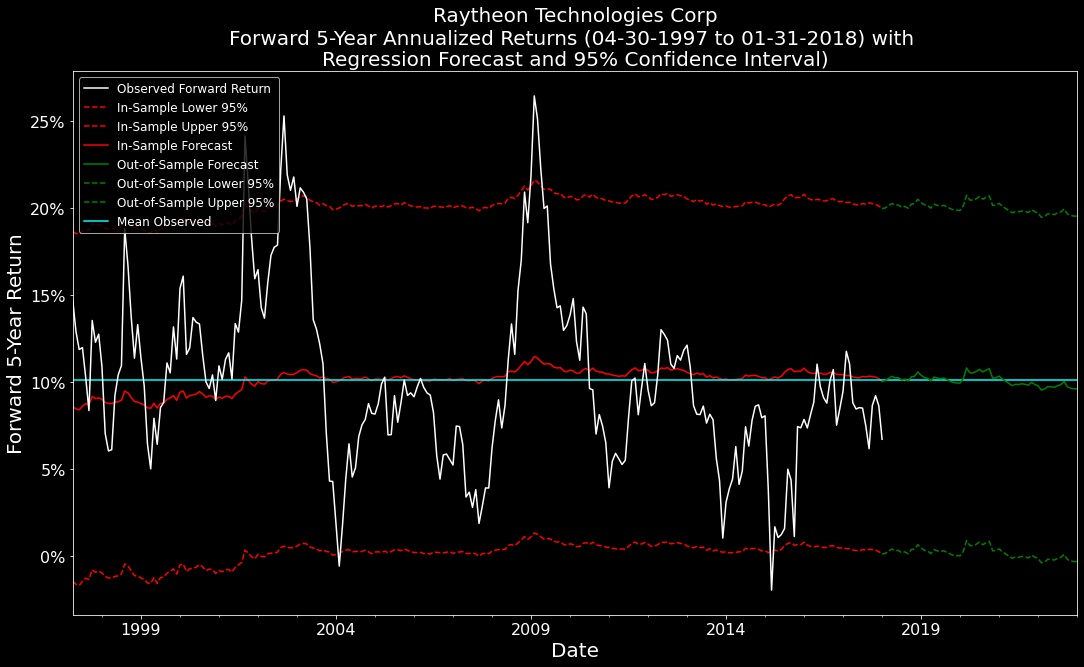 Raytheon Technologies Corp
Forward 5-Year Annualized Returns (04-30-1997 to 01-31-2018) with
Regression Forecast and 95% Confidence Interval)
Observed Forward Return
In-Sample Lower 95%
In-Sample Upper 95%
In-Sample Forecast
Out-of-Sample Forecast
Out-of-Sample Lower 95%
Out-of-Sample Upper 95%
Mean Observed
Forward 5-Year Return
25%
20%
15%
10%
5%
0%
1999 2004 2009 2014 2019
Date